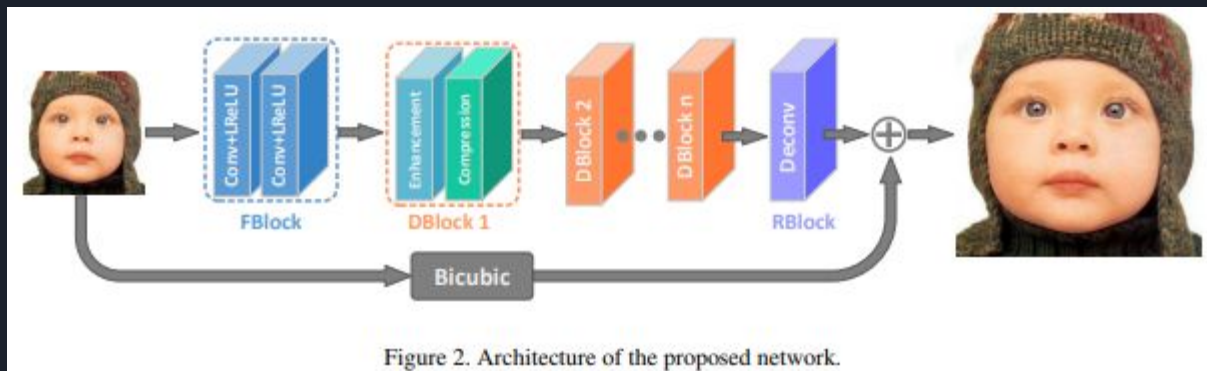 Conv+LReLU
Conv+LReLU
FBlock
Enhancement
Compression
DBlock 1
DBlock 2
DBlock n
Deconv
RBlock
Bicubic
Figure 2. Architecture of the proposed network.